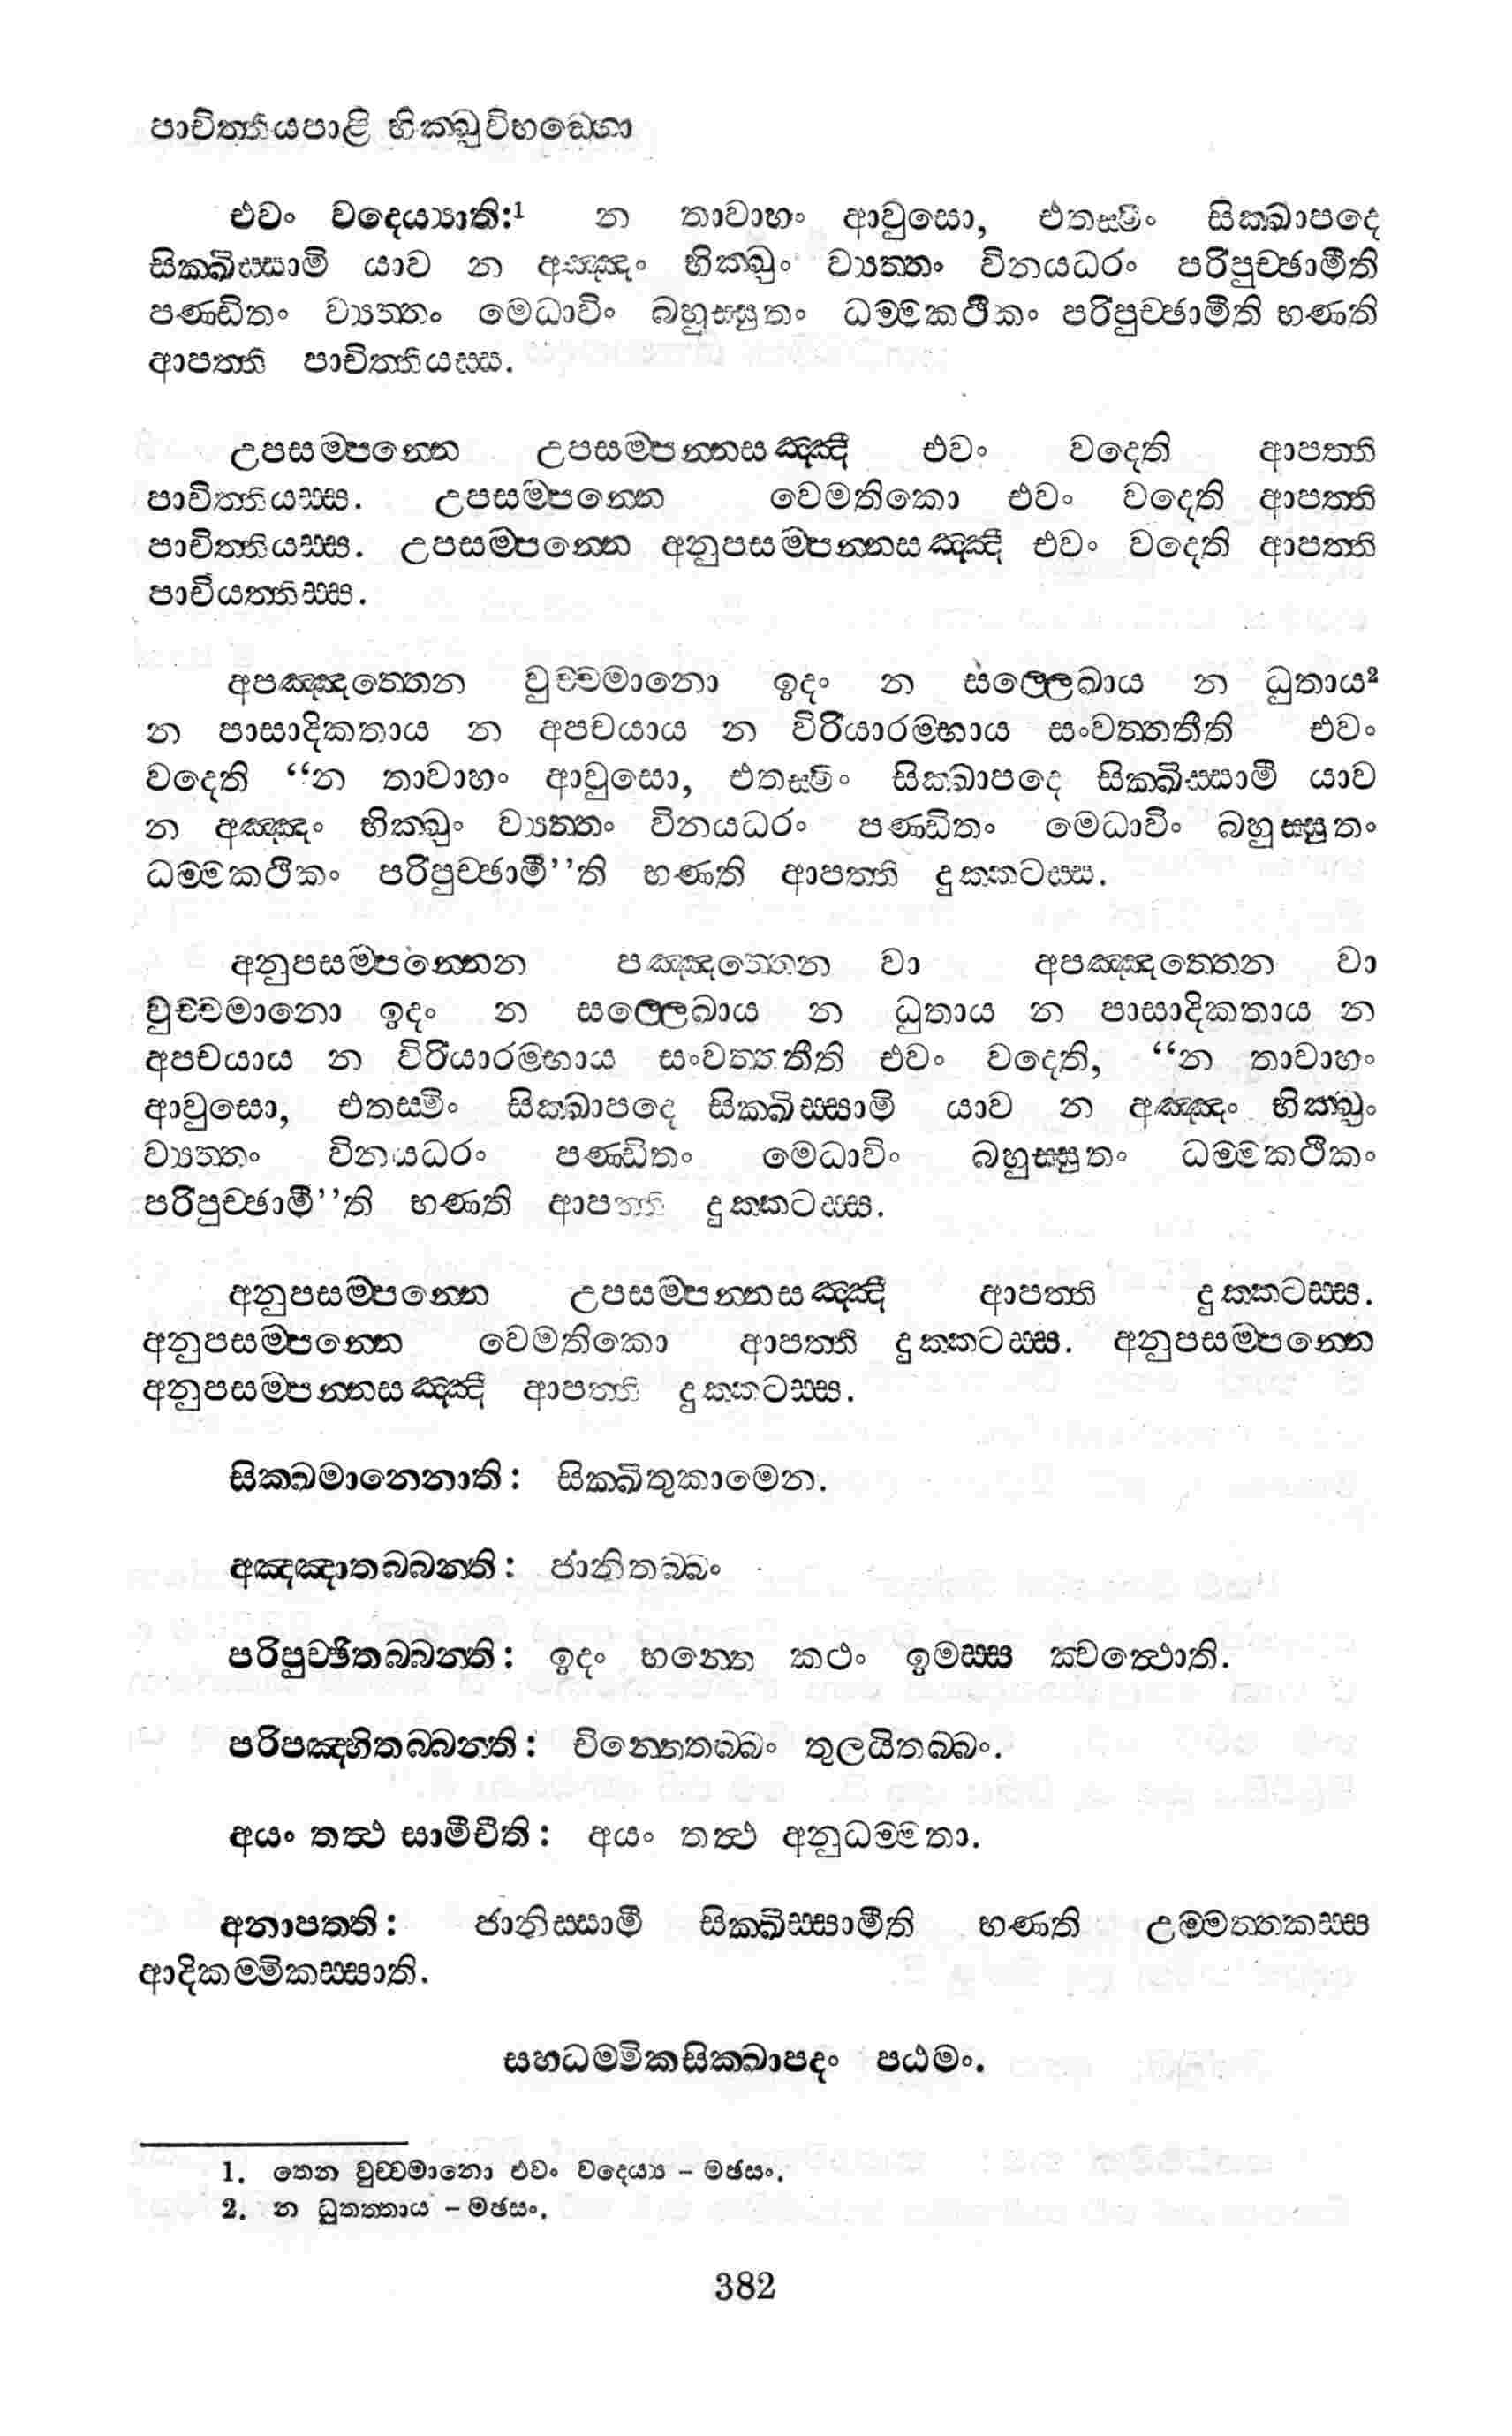 පාචිත්තියපාළි භික්ඛුවිභඞ්ගො
එවං වදෙය්‍යාති:¹ න තාවාහං ආවුසො, එතස්මිං සික්ඛාපදෙ
සික්ඛිස්සාමි යාව න අඤ්ඤං භික්ඛුං ව්‍යත්තං විනයධරං පරිපුච්ඡාමීති
පණ්ඩිතං ව්‍යත්තං මෙධාවිං බහුස්සුතං ධම්මකථිකං පරිපුච්ඡාමීති භණති
ආපත්ති පාචිත්තියස්ස.
උපසම්පන්නෙ උපසම්පන්නසඤ්ඤී එවං වදෙති ආපත්ති
පාචිත්තියස්ස. උපසම්පන්නෙ වෙමතිකො එවං වදෙති ආපත්ති
පාචිත්තියස්ස. උපසම්පන්නෙ අනුපසම්පන්නසඤ්ඤී එවං වදෙති ආපත්ති
පාචියත්තිස්ස.
අපඤ්ඤත්තෙන වුච්චමානො ඉදං න සල්ලෙඛාය න ධුතාය²
න පාසාදිකතාය න අපචයාය න විරියාරම්භාය සංවත්තතීති එවං
වදෙති “න තාවාහං ආවුසො, එතස්මිං සික්ඛාපදෙ සික්ඛිස්සාමී යාව
න අඤ්ඤං භික්ඛුං ව්‍යත්තං විනයධරං පණ්ඩිතං මෙධාවිං බහුස්සුතං
ධම්මකථිකං පරිපුච්ඡාමී’’ති භණති ආපත්ති දුක්කටස්ස.
අනුපසම්පන්නෙන පඤ්ඤත්තෙන වා අපඤ්ඤත්තෙන වා
වුච්චමානො ඉදං න සල්ලෙඛාය න ධුතාය න පාසාදිකතාය න
අපචයාය න විරියාරම්භාය සංවත්තතීති එවං වදෙති, “න තාවාහං
ආවුසො, එතස්මිං සික්ඛාපදෙ සික්ඛිස්සාමි යාව න අඤ්ඤං භික්ඛුං
ව්‍යත්තං විනයධරං පණ්ඩිතං මෙධාවිං බහුස්සුතං ධම්මකථිකං
පරිපුච්ඡාමී’’ති භණති ආපත්ති දුක්කටස්ස.
අනුපසම්පන්නෙ උපසම්පන්නසඤ්ඤී ආපත්ති දුක්කටස්ස.
අනුපසම්පන්නෙ වෙමතිකො ආපත්ති දුක්කටස්ස. අනුපසම්පන්නෙ
අනුපසම්පන්නසඤ්ඤී ආපත්ති දුක්කටස්ස.
සික්ඛමානෙනාති: සික්ඛිතුකාමෙන.
අඤ්ඤාතබ්බන්ති: ජානිතබ්බං
පරිපුච්ඡිතබ්බන්ති: ඉදං භන්තෙ කථං ඉමස්ස ක්වත්ථොති.
පරිපඤ්හිතබ්බන්ති: චින්තෙතබ්බං තුලයිතබ්බං.
අයං තත්ථ සාමීචීති: අයං තත්ථ අනුධම්මතා.
අනාපත්ති: ජානිස්සාමී සික්ඛිස්සාමීති භණති උම්මත්තකස්ස
ආදිකම්මිකස්සාති.
සහධම්මිකසික්ඛාපදං පඨමං.
1. තෙන වුච්චමානො එවං වදෙය්‍ය - මඡසං.
2. න ධුතත්තාය - මඡසං.
382